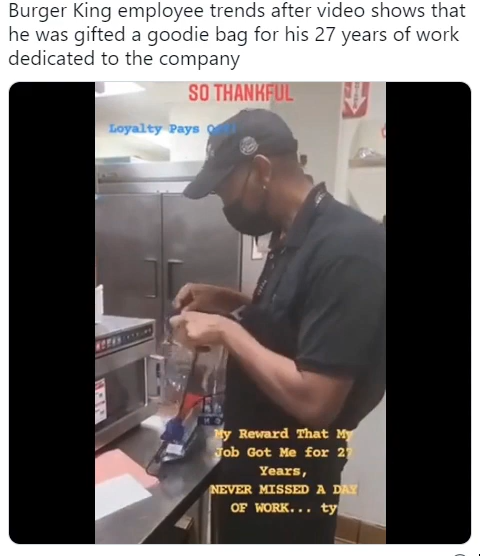 Burger King employee trends after video shows that
he was gifted a goodie bag for his 27 years of work
dedicated to the company
SO THANKFUL
Loyalty Pays
My Reward That My
Job Got Me for 27
Years,
NEVER MISSED A DAY
OF WORK... ty